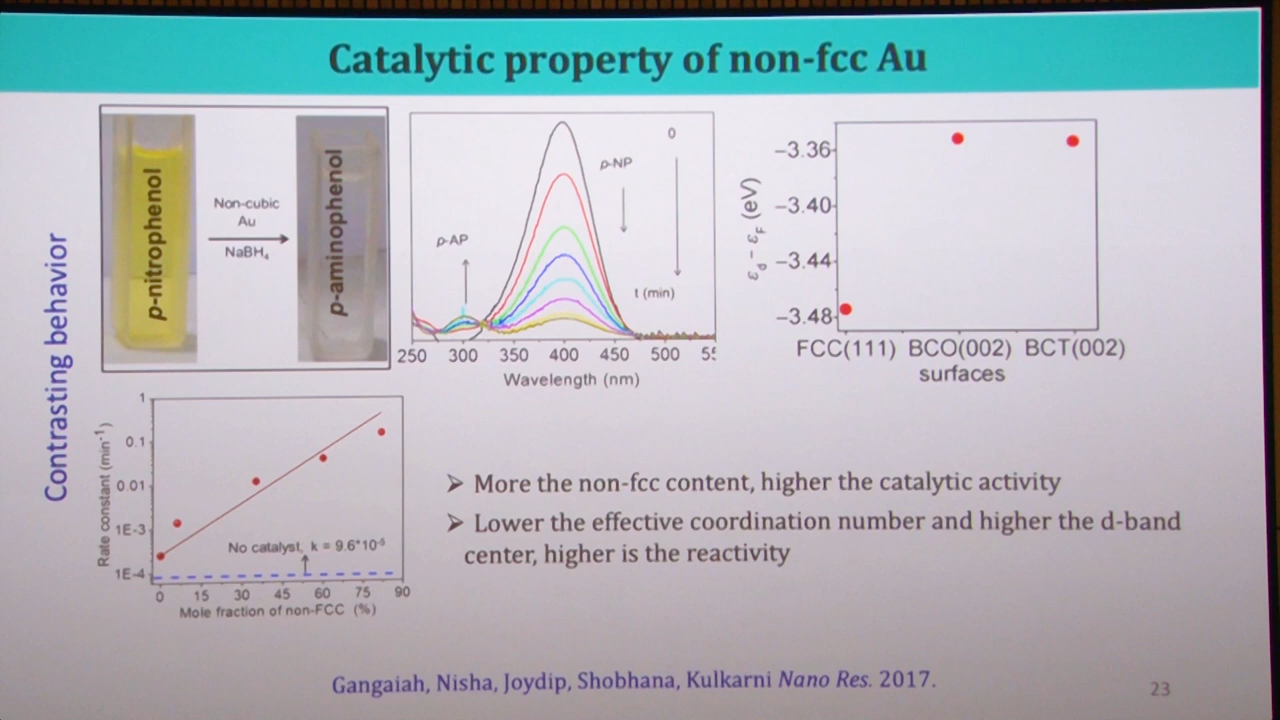 Catalytic property of non-fcc Au
Contrasting behavior
p-nitrophenol
Non-cubic
Au
NaBH₄
p-aminophenol
p-AP
p-NP
0
t (min)
250 300 350 400 450 500 55
Wavelength (nm)
εd − εF (eV)
−3.36
−3.40
−3.44
−3.48
FCC(111) BCO(002) BCT(002)
surfaces
Rate constant (min⁻¹)
1
0.1
0.01
1E-3
1E-4
No catalyst, k = 9.6*10⁻⁵
0 15 30 45 60 75 90
Mole fraction of non-FCC (%)
➤ More the non-fcc content, higher the catalytic activity
➤ Lower the effective coordination number and higher the d-band
center, higher is the reactivity
Gangaiah, Nisha, Joydip, Shobhana, Kulkarni Nano Res. 2017.
23